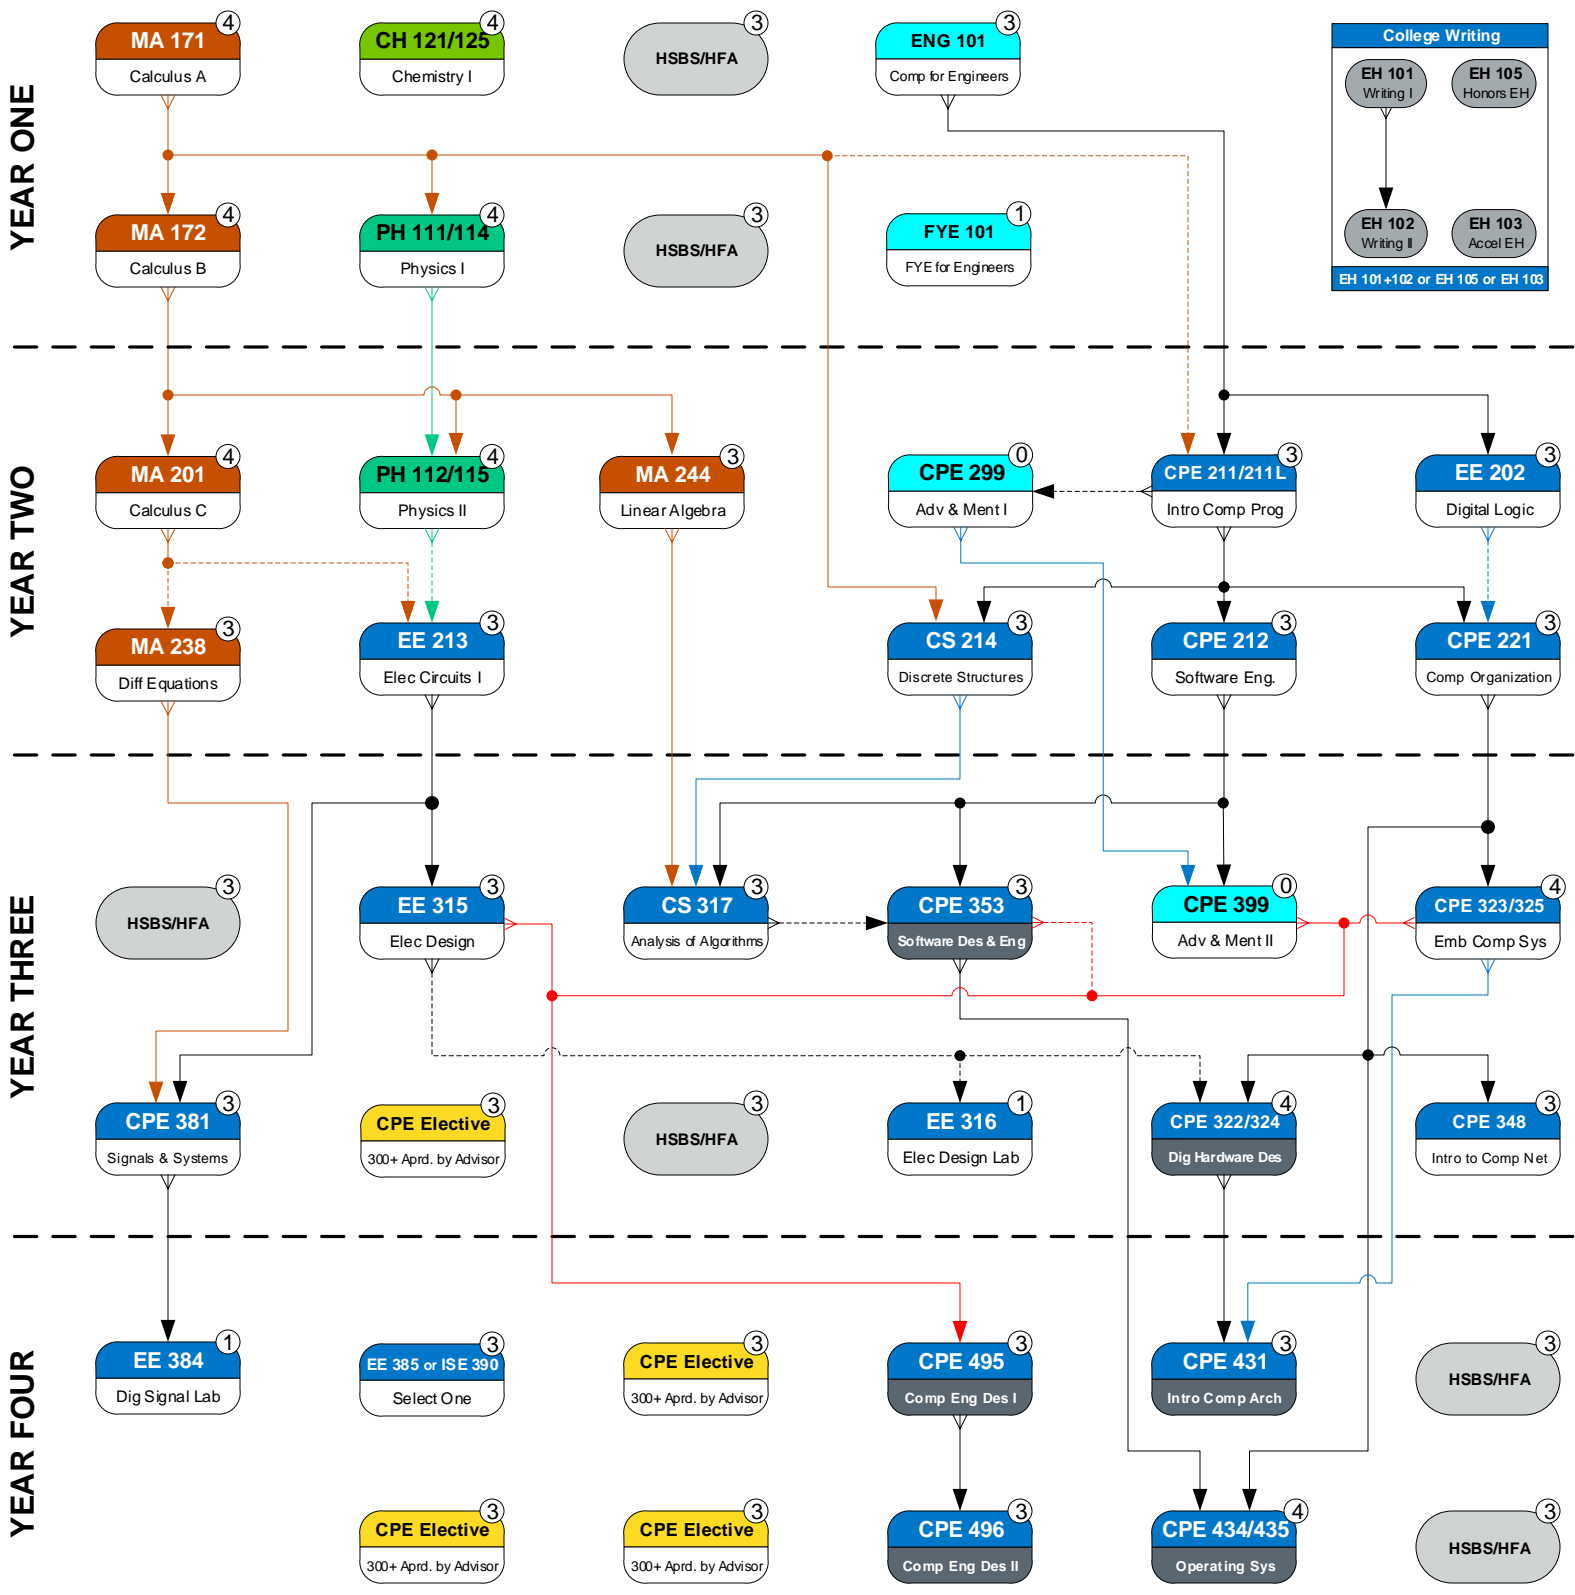 YEAR ONE
MA 171
4
Calculus A
CH 121/125
4
Chemistry I
HSBS/HFA
3
ENG 101
3
Comp for Engineers
College Writing
EH 101
Writing I
EH 105
Honors EH
EH 102
Writing II
EH 103
Accel EH
EH 101+102 or EH 105 or EH 103
MA 172
4
Calculus B
PH 111/114
4
Physics I
HSBS/HFA
3
FYE 101
1
FYE for Engineers
YEAR TWO
MA 201
4
Calculus C
PH 112/115
4
Physics II
MA 244
3
Linear Algebra
CPE 299
0
Adv & Ment I
CPE 211/211L
3
Intro Comp Prog
EE 202
3
Digital Logic
MA 238
3
Diff Equations
EE 213
3
Elec Circuits I
CS 214
3
Discrete Structures
CPE 212
3
Software Eng.
CPE 221
3
Comp Organization
YEAR THREE
HSBS/HFA
3
EE 315
3
Elec Design
CS 317
3
Analysis of Algorithms
CPE 353
3
Software Des & Eng
CPE 399
0
Adv & Ment II
CPE 323/325
4
Emb Comp Sys
CPE 381
3
Signals & Systems
CPE Elective
3
300+ Aprd. by Advisor
HSBS/HFA
3
EE 316
1
Elec Design Lab
CPE 322/324
4
Dig Hardware Des
CPE 348
3
Intro to Comp Net
YEAR FOUR
EE 384
1
Dig Signal Lab
EE 385 or ISE 390
3
Select One
CPE Elective
3
300+ Aprd. by Advisor
CPE 495
3
Comp Eng Des I
CPE 431
3
Intro Comp Arch
HSBS/HFA
3
CPE Elective
3
300+ Aprd. by Advisor
CPE Elective
3
300+ Aprd. by Advisor
CPE 496
3
Comp Eng Des II
CPE 434/435
4
Operating Sys
HSBS/HFA
3